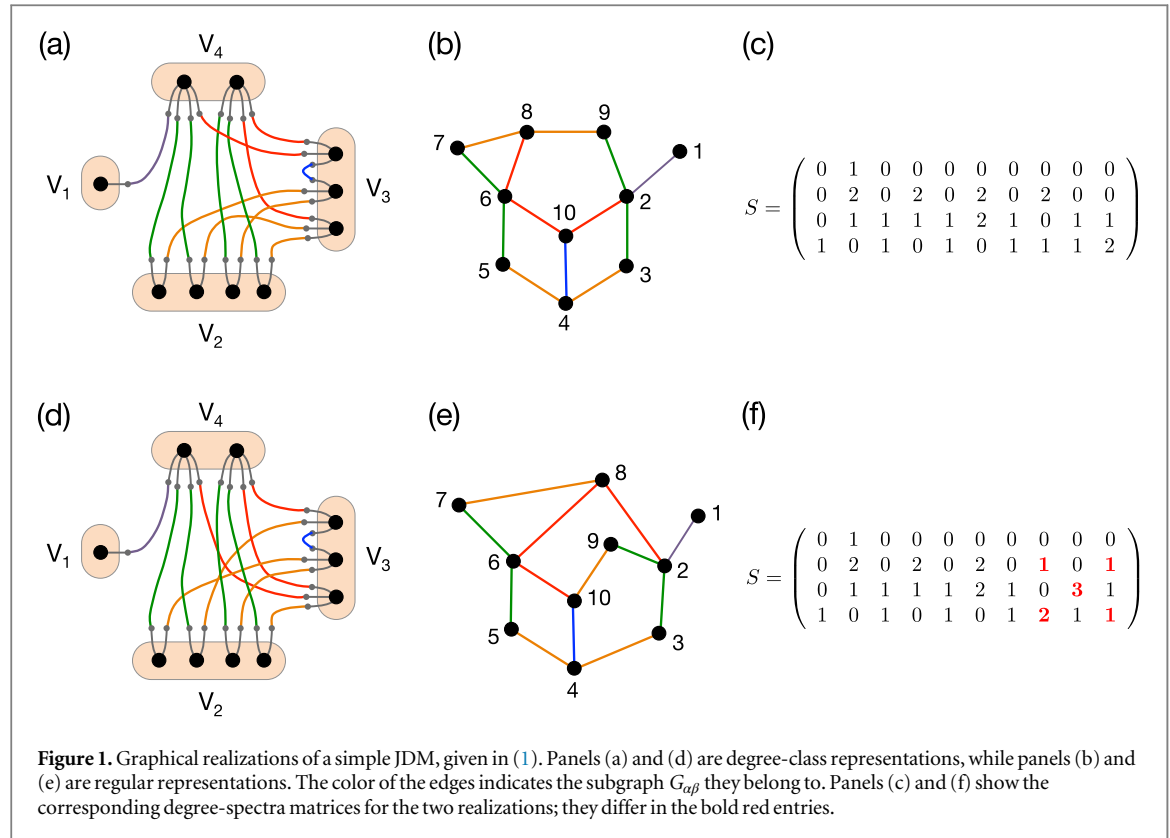 (a)
V4
V1
V3
V2
(b)
8
9
7
1
6
10
2
5
3
4
(c)
S = ( 0 1 0 0 0 0 0 0 0 0
0 2 0 2 0 2 0 2 0 0
0 1 1 1 1 2 1 0 1 1
1 0 1 0 1 0 1 1 1 2 )
(d)
V4
V1
V3
V2
(e)
8
7
1
9
6
2
10
5
3
4
(f)
S = ( 0 1 0 0 0 0 0 0 0 0
0 2 0 2 0 2 0 1 0 1
0 1 1 1 1 2 1 0 3 1
1 0 1 0 1 0 1 2 1 1 )
Figure 1. Graphical realizations of a simple JDM, given in (1). Panels (a) and (d) are degree-class representations, while panels (b) and
(e) are regular representations. The color of the edges indicates the subgraph Gαβ they belong to. Panels (c) and (f) show the
corresponding degree-spectra matrices for the two realizations; they differ in the bold red entries.